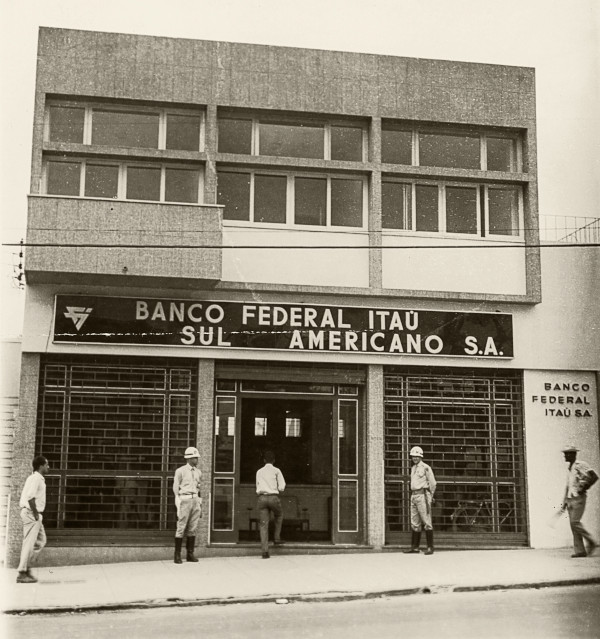 BANCO FEDERAL ITAÚ
SUL AMERICANO S.A.
BANCO
FEDERAL
ITAÚ S.A.